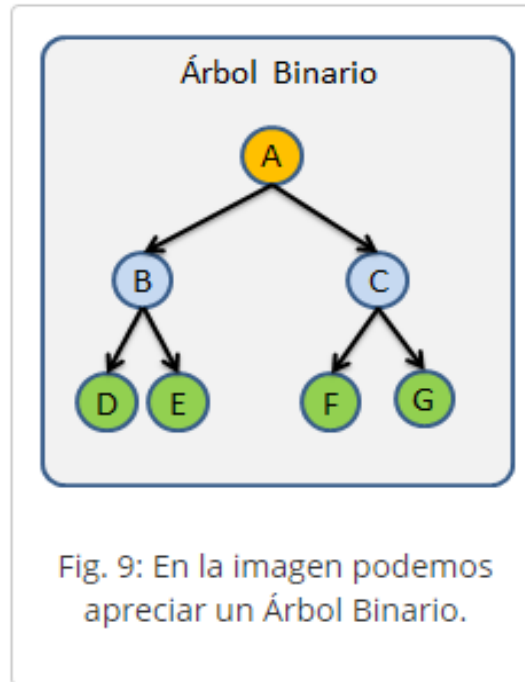 Árbol Binario
A
B C
D E F G
Fig. 9: En la imagen podemos
apreciar un Árbol Binario.